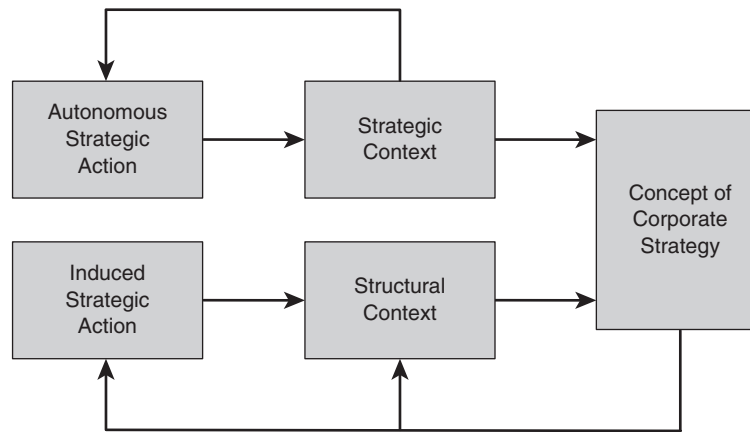 Autonomous
Strategic
Action
Strategic
Context
Concept of
Corporate
Strategy
Induced
Strategic
Action
Structural
Context